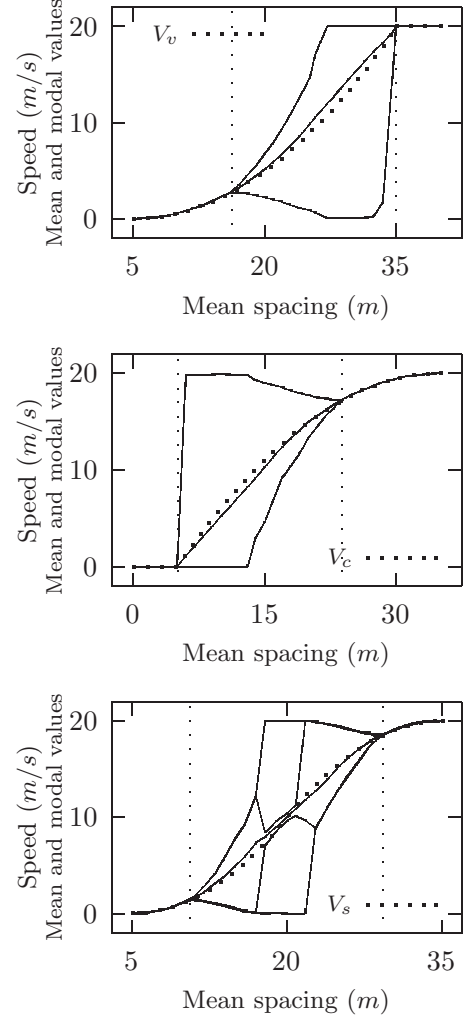 Speed (m/s)
Mean and modal values
20
10
0
V_v
5
20
35
Mean spacing (m)
Speed (m/s)
Mean and modal values
20
10
0
V_c
0
15
30
Mean spacing (m)
Speed (m/s)
Mean and modal values
20
10
0
V_s
5
20
35
Mean spacing (m)